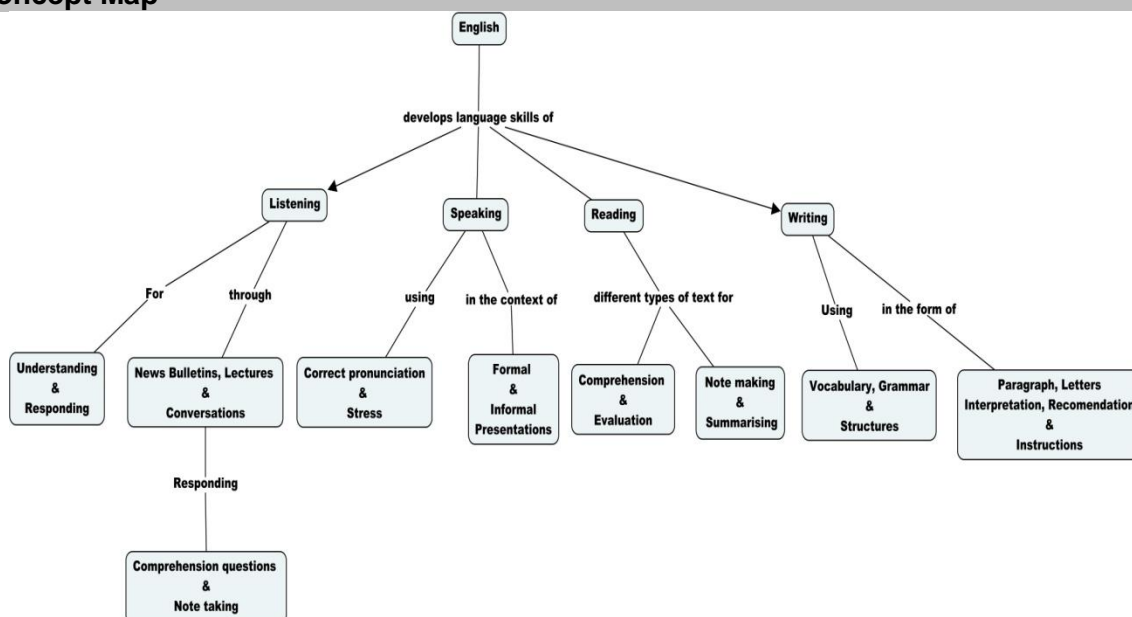 Map
English
develops language skills of
Listening
Speaking
Reading
Writing
For
through
using
in the context of
different types of text for
Using
in the form of
Understanding
&
Responding
News Bulletins, Lectures
&
Conversations
Correct pronunciation
&
Stress
Formal
&
Informal
Presentations
Comprehension
&
Evaluation
Note making
&
Summarising
Vocabulary, Grammar
&
Structures
Paragraph, Letters
Interpretation, Recomendation
&
Instructions
Responding
Comprehension questions
&
Note taking